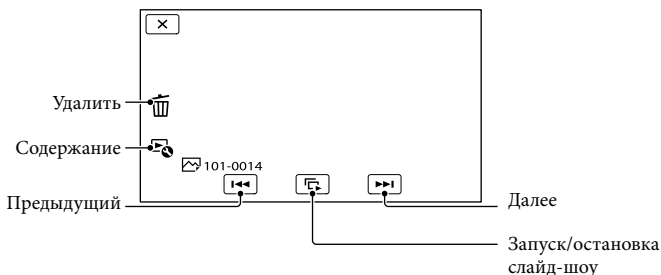 Удалить
Содержание
101-0014
Предыдущий
Далее
Запуск/остановка
слайд-шоу